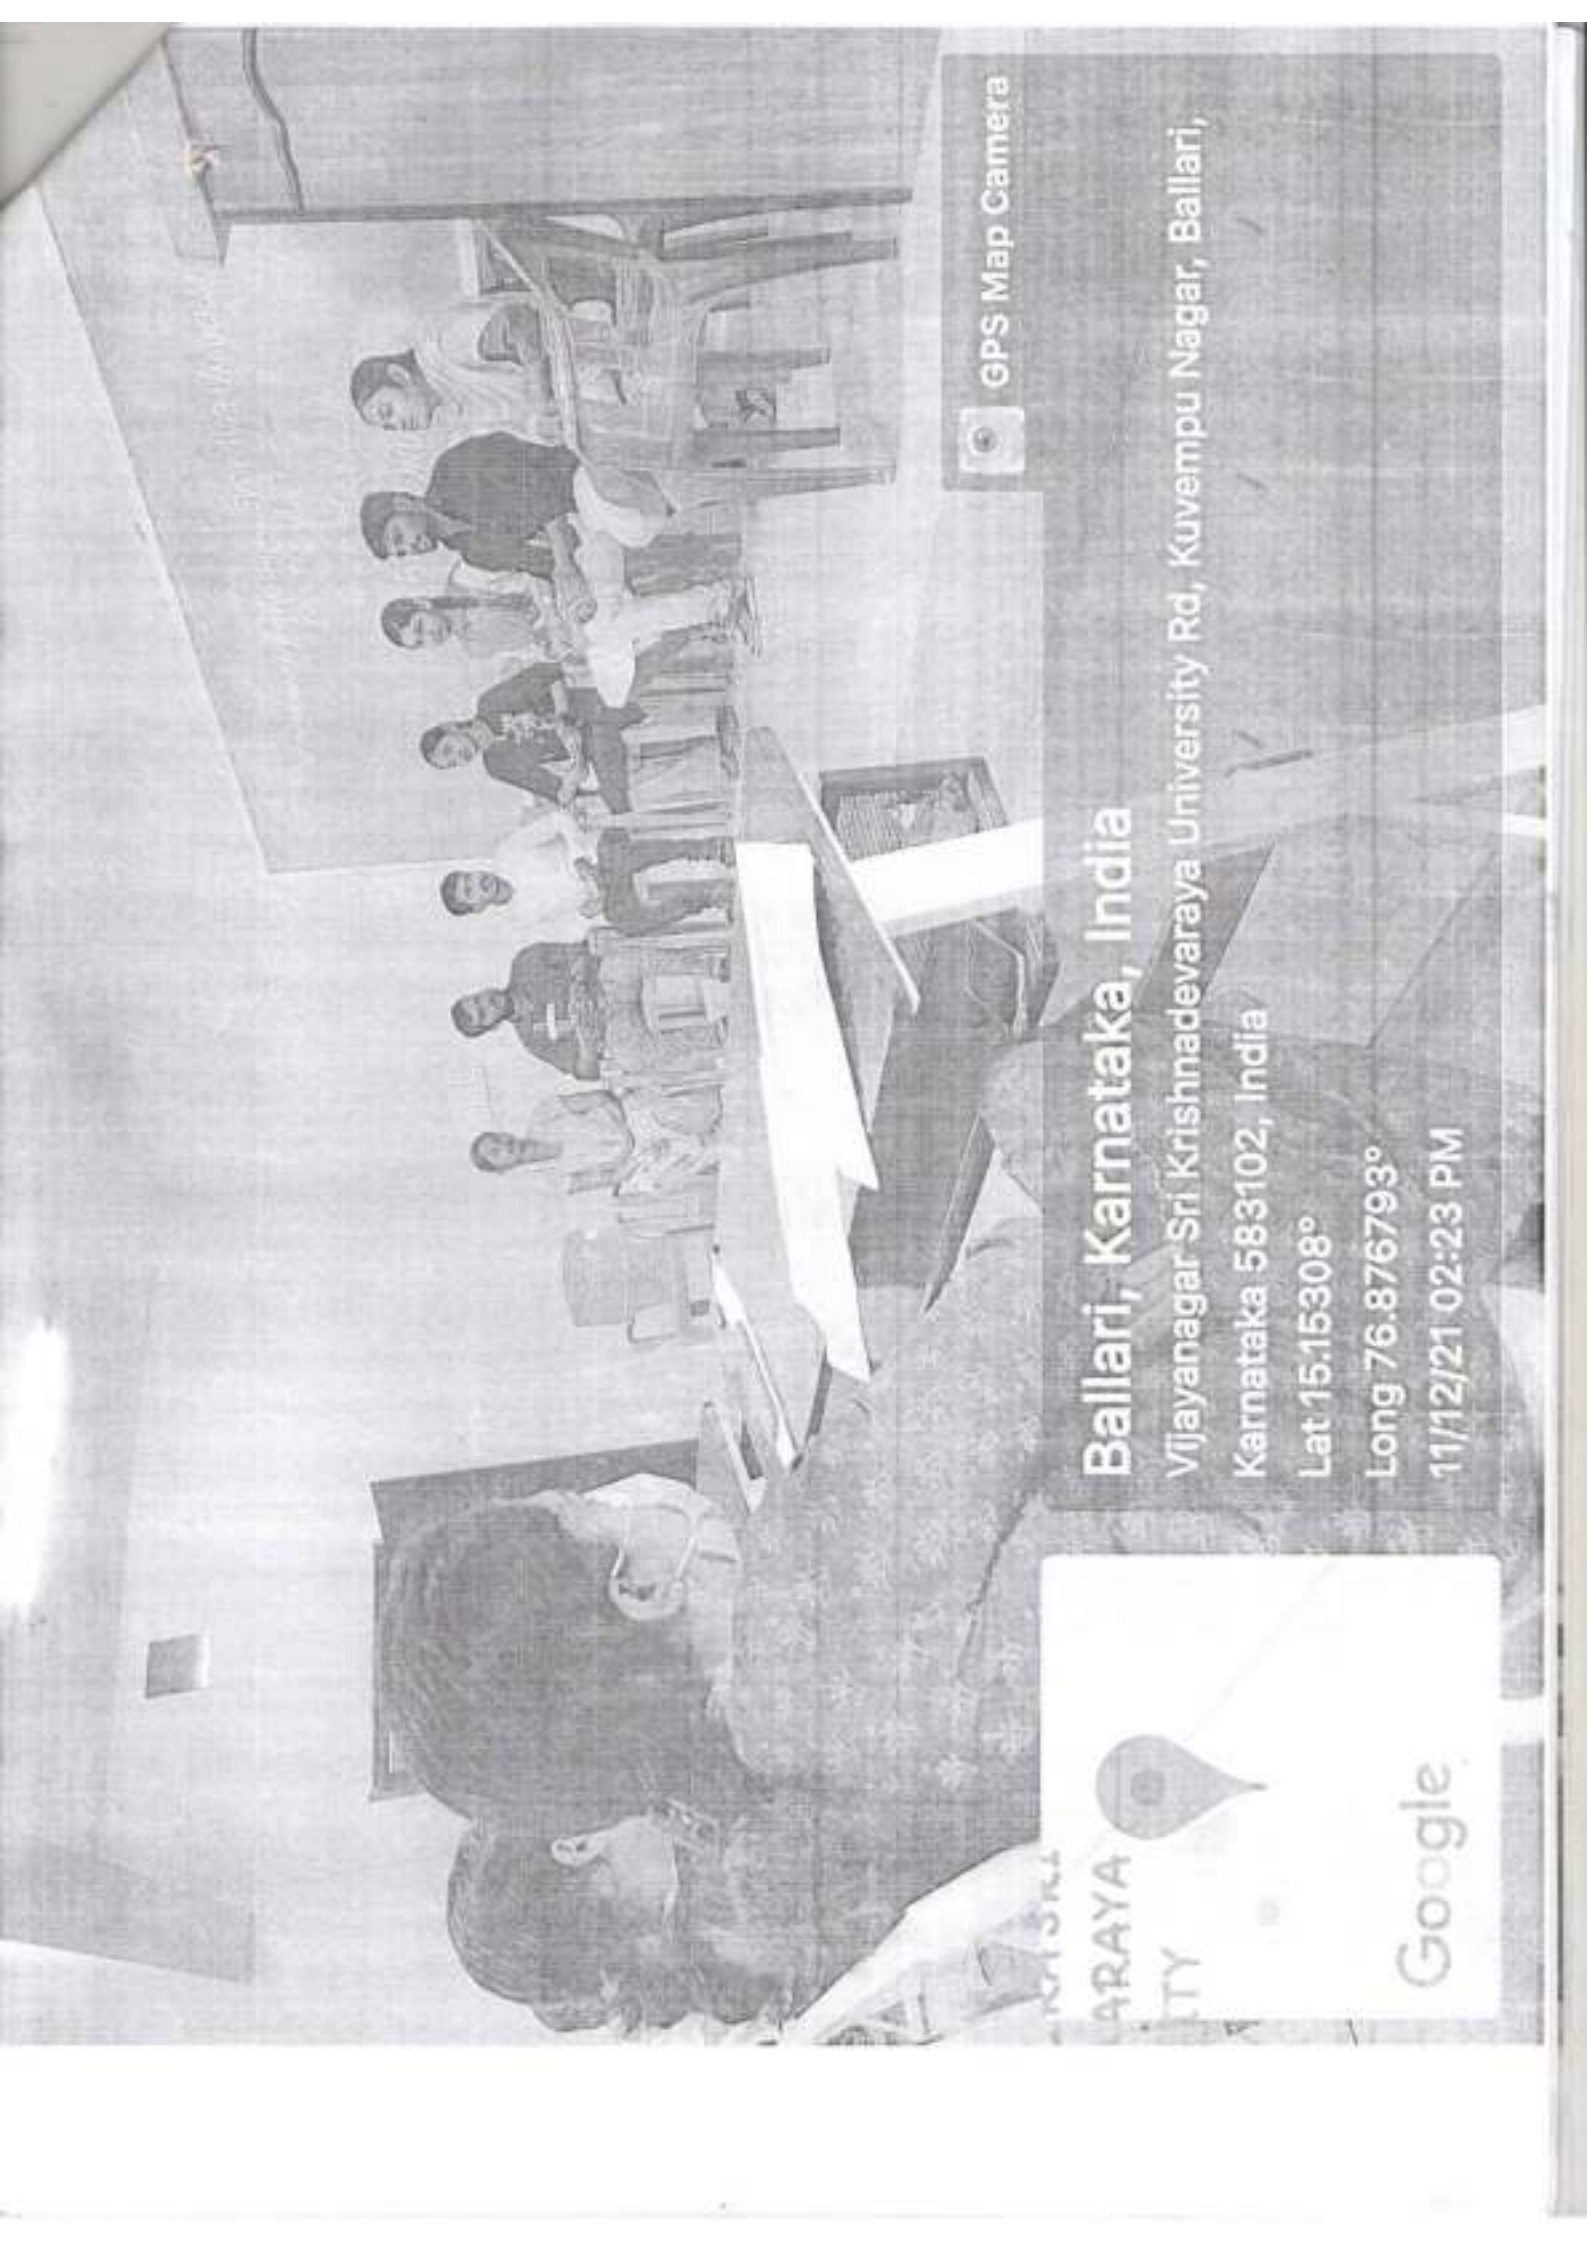 GPS Map Camera
Ballari, Karnataka, India
Vijayanagar Sri Krishnadevaraya University Rd, Kuvempu Nagar, Ballari,
Karnataka 583102, India
Lat 15.15308°
Long 76.876793°
11/12/21 02:23 PM
ARAYA
ITY
Google